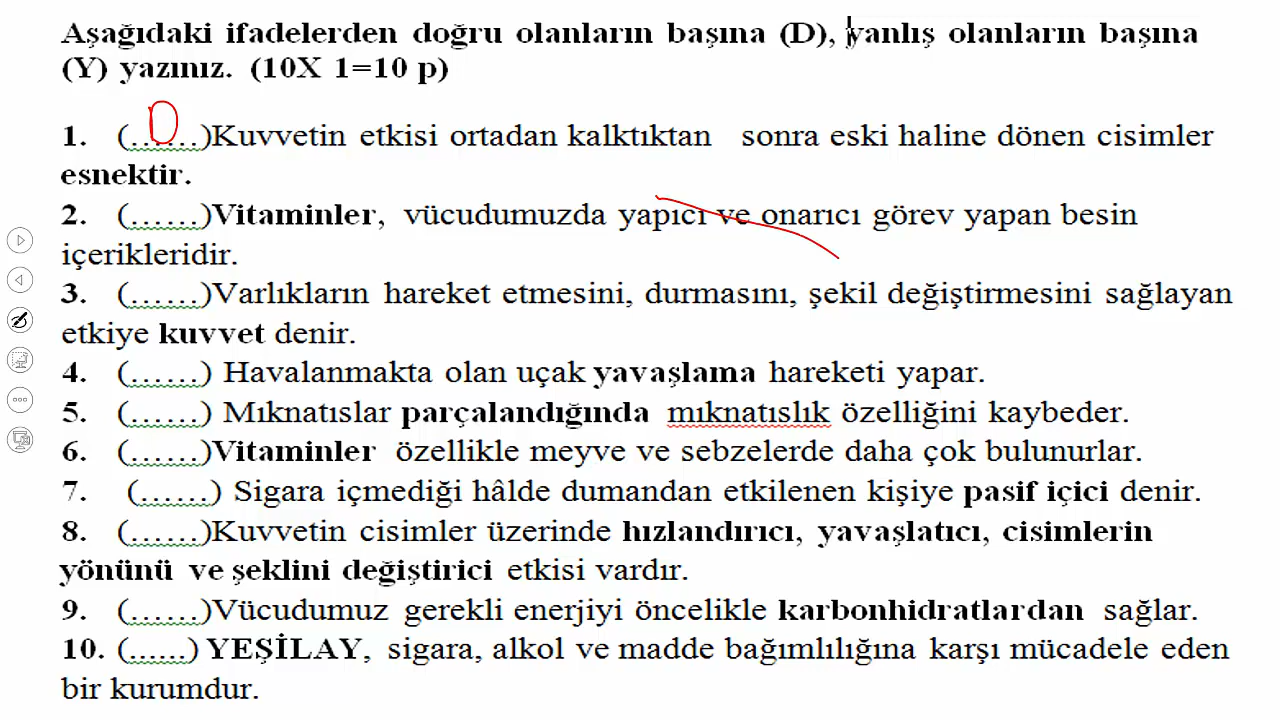 Aşağıdaki ifadelerden doğru olanların başına (D), yanlış olanların başına
(Y) yazınız. (10X 1=10 p)
1. (...D...)Kuvvetin etkisi ortadan kalktıktan sonra eski haline dönen cisimler
esnektir.
2. (......)Vitaminler, vücudumuzda yapıcı ve onarıcı görev yapan besin
içerikleridir.
3. (......)Varlıkların hareket etmesini, durmasını, şekil değiştirmesini sağlayan
etkiye kuvvet denir.
4. (......) Havalanmakta olan uçak yavaşlama hareketi yapar.
5. (......) Mıknatıslar parçalandığında mıknatıslık özelliğini kaybeder.
6. (......)Vitaminler özellikle meyve ve sebzelerde daha çok bulunurlar.
7. (......) Sigara içmediği hâlde dumandan etkilenen kişiye pasif içici denir.
8. (......)Kuvvetin cisimler üzerinde hızlandırıcı, yavaşlatıcı, cisimlerin
yönünü ve şeklini değiştirici etkisi vardır.
9. (......)Vücudumuz gerekli enerjiyi öncelikle karbonhidratlardan sağlar.
10. (......) YEŞİLAY, sigara, alkol ve madde bağımlılığına karşı mücadele eden
bir kurumdur.